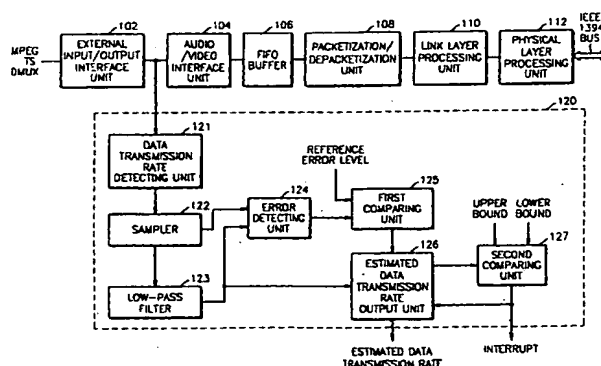 102
104
106
108
110
112
MPEG
TS
DMUX
EXTERNAL
INPUT/OUTPUT
INTERFACE
UNIT
AUDIO
/VIDEO
INTERFACE
UNIT
FIFO
BUFFER
PACKETIZATION/
DEPACKETIZATION
UNIT
LINK LAYER
PROCESSING
UNIT
PHYSICAL
LAYER
PROCESSING
UNIT
IEEE
1394
BUS
120
121
DATA
TRANSMISSION
RATE
DETECTING UNIT
REFERENCE
ERROR LEVEL
122
SAMPLER
124
ERROR
DETECTING
UNIT
125
FIRST
COMPARING
UNIT
UPPER
BOUND
LOWER
BOUND
123
LOW-PASS
FILTER
126
ESTIMATED
DATA
TRANSMISSION
RATE
OUTPUT UNIT
127
SECOND
COMPARING
UNIT
ESTIMATED DATA
TRANSMISSION RATE
INTERRUPT